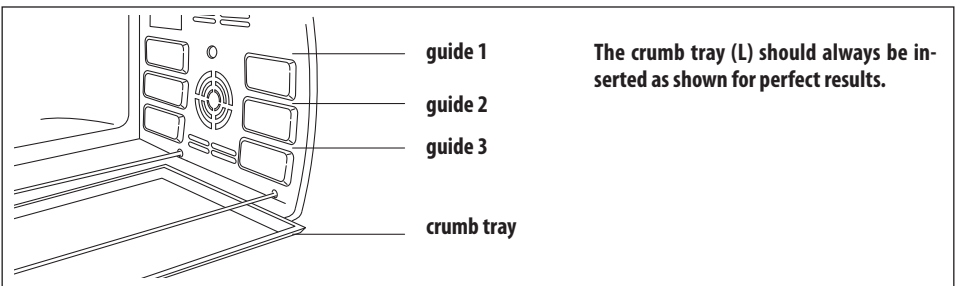 guide 1
guide 2
guide 3
crumb tray
The crumb tray (L) should always be in-
serted as shown for perfect results.